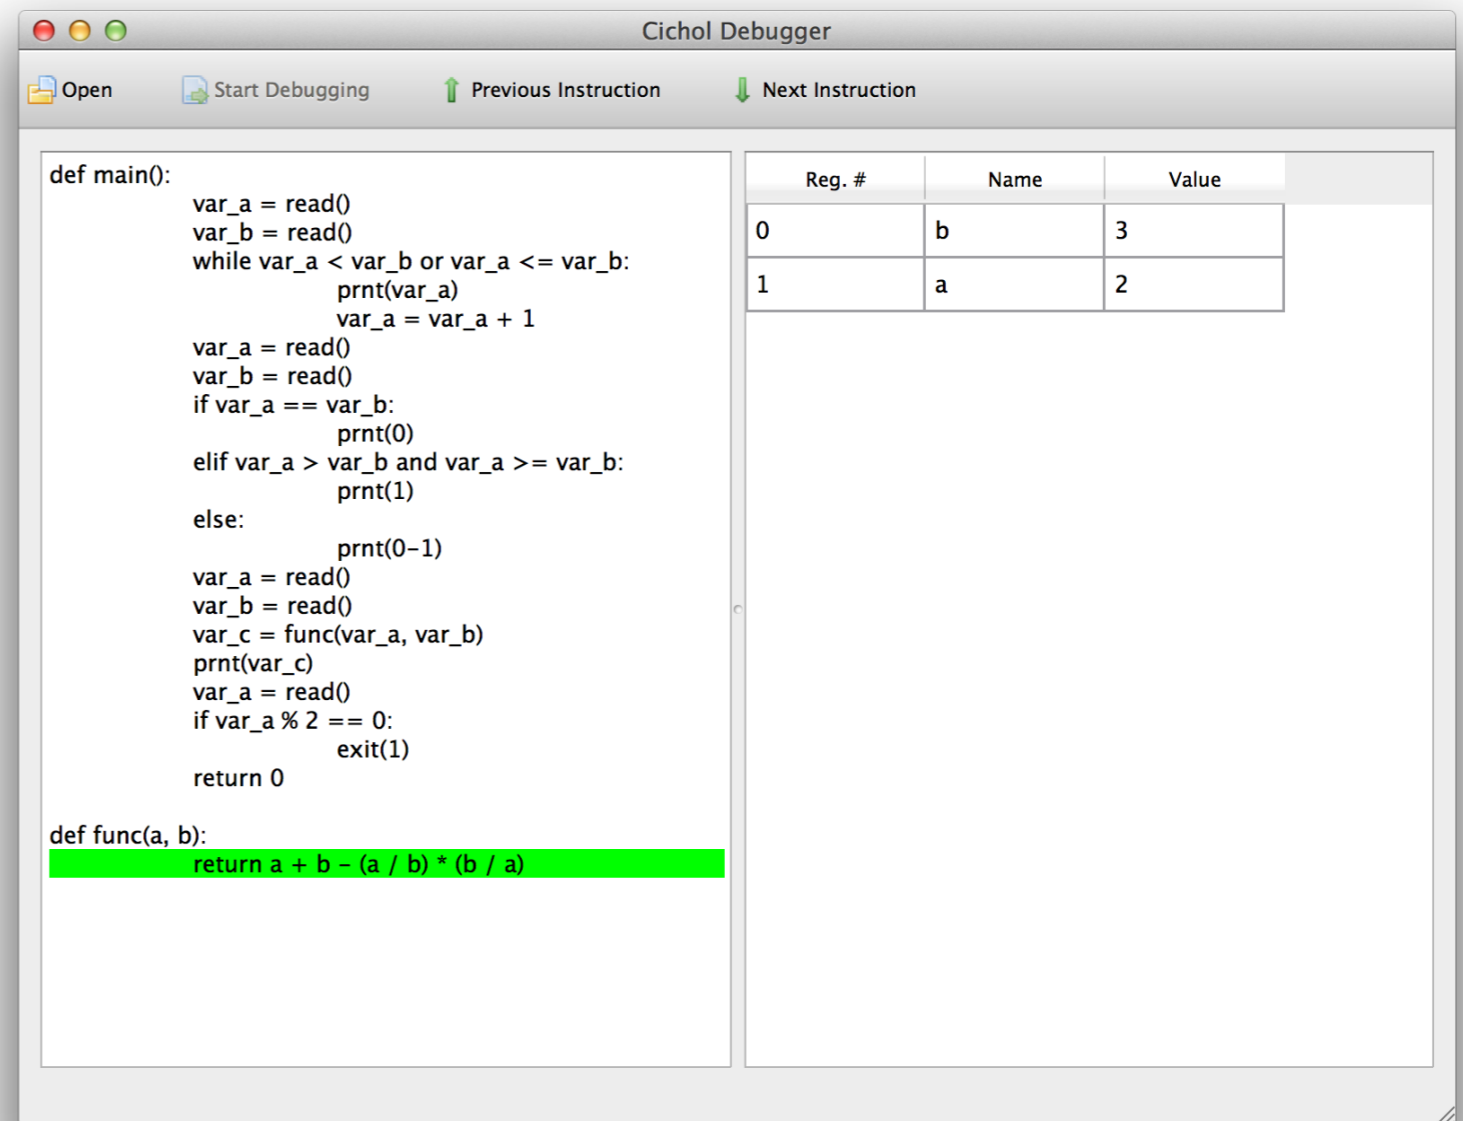 Cichol Debugger
Open Start Debugging Previous Instruction Next Instruction
def main():
var_a = read()
var_b = read()
while var_a < var_b or var_a <= var_b:
prnt(var_a)
var_a = var_a + 1
var_a = read()
var_b = read()
if var_a == var_b:
prnt(0)
elif var_a > var_b and var_a >= var_b:
prnt(1)
else:
prnt(0-1)
var_a = read()
var_b = read()
var_c = func(var_a, var_b)
prnt(var_c)
var_a = read()
if var_a % 2 == 0:
exit(1)
return 0
def func(a, b):
return a + b - (a / b) * (b / a)
Reg. # Name Value
0 b 3
1 a 2